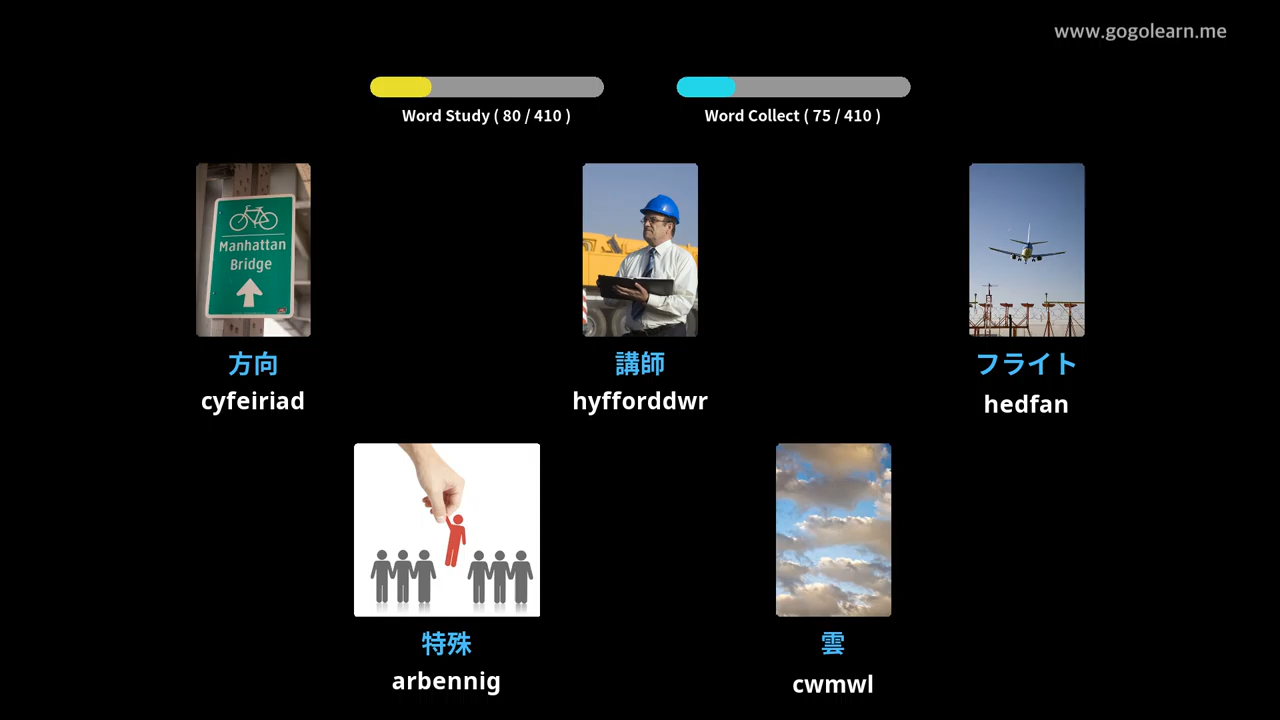 www.gogolearn.me
Word Study ( 80 / 410 )
Word Collect ( 75 / 410 )
Manhattan
Bridge
方向
cyfeiriad
講師
hyfforddwr
フライト
hedfan
特殊
arbennig
雲
cwmwl